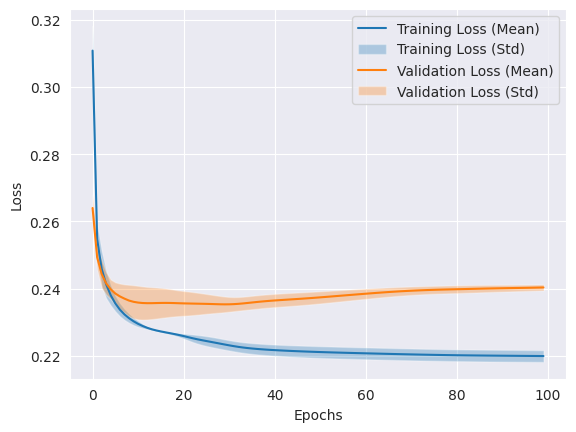 0.32
0.30
0.28
0.26
0.24
0.22
Loss
0
20
40
60
80
100
Epochs
Training Loss (Mean)
Training Loss (Std)
Validation Loss (Mean)
Validation Loss (Std)